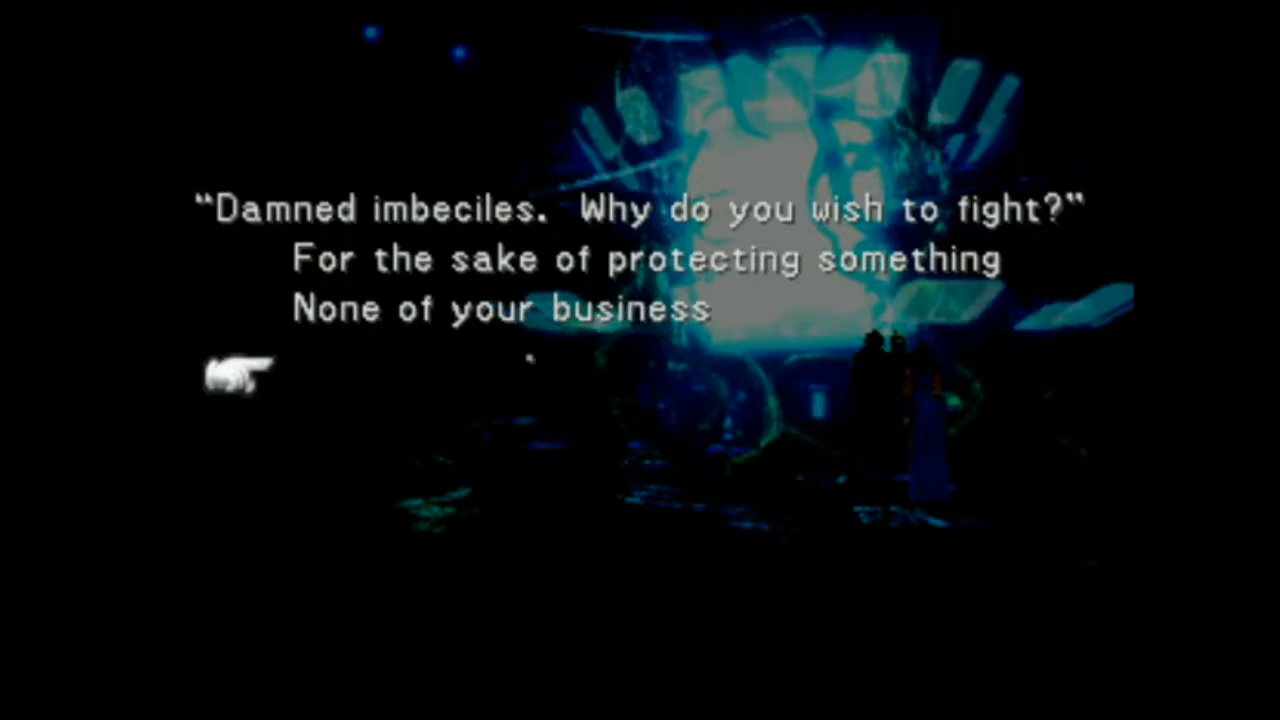 “Damned imbeciles. Why do you wish to fight?”
For the sake of protecting something
None of your business